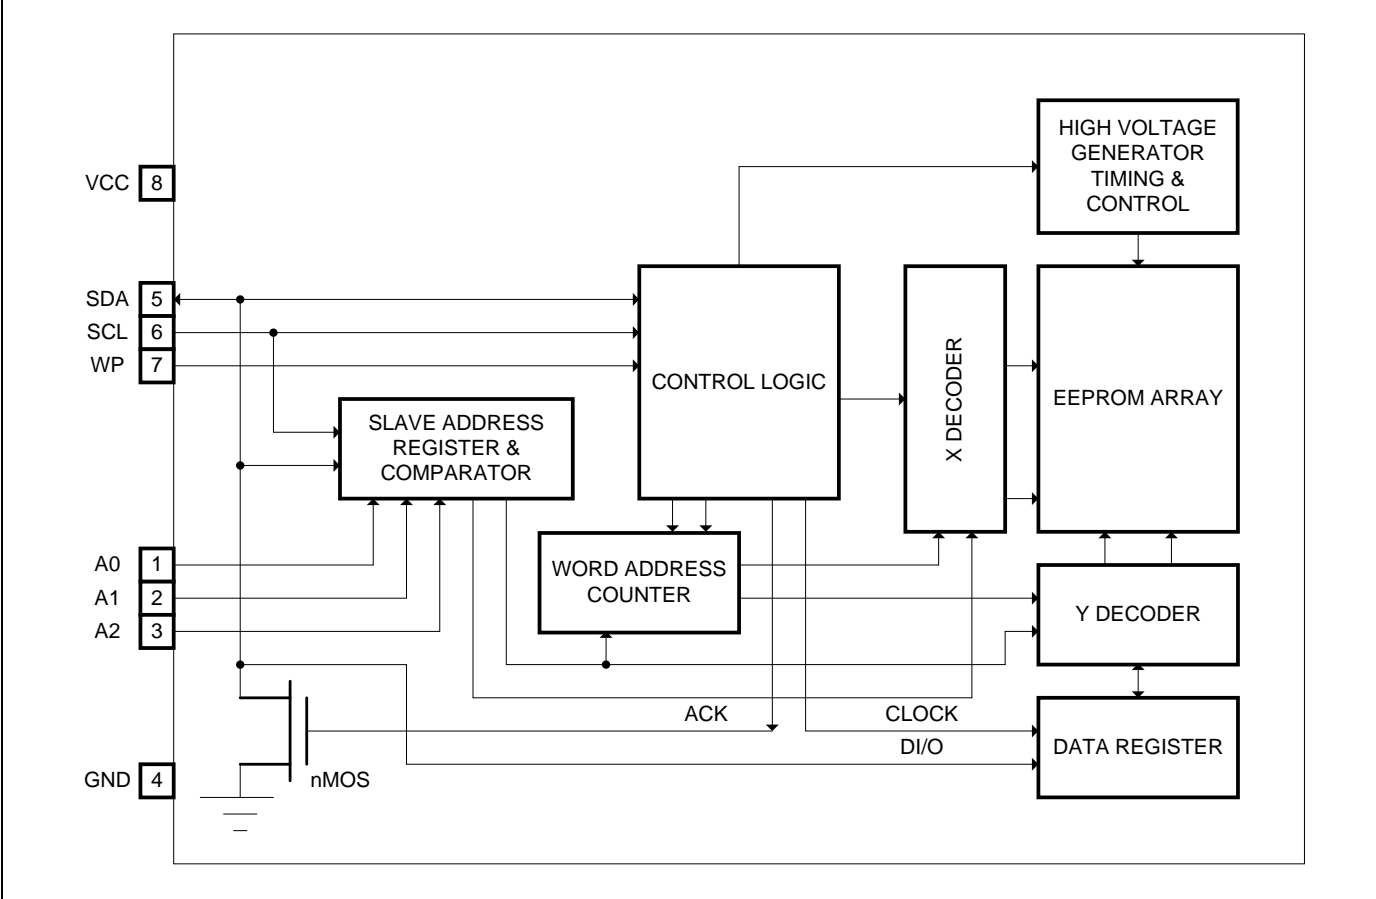 HIGH VOLTAGE
GENERATOR
TIMING &
CONTROL
VCC 8
SDA 5
SCL 6
WP 7
CONTROL LOGIC
X DECODER
EEPROM ARRAY
SLAVE ADDRESS
REGISTER &
COMPARATOR
A0 1
A1 2
A2 3
WORD ADDRESS
COUNTER
Y DECODER
ACK
CLOCK
DI/O
DATA REGISTER
GND 4
nMOS